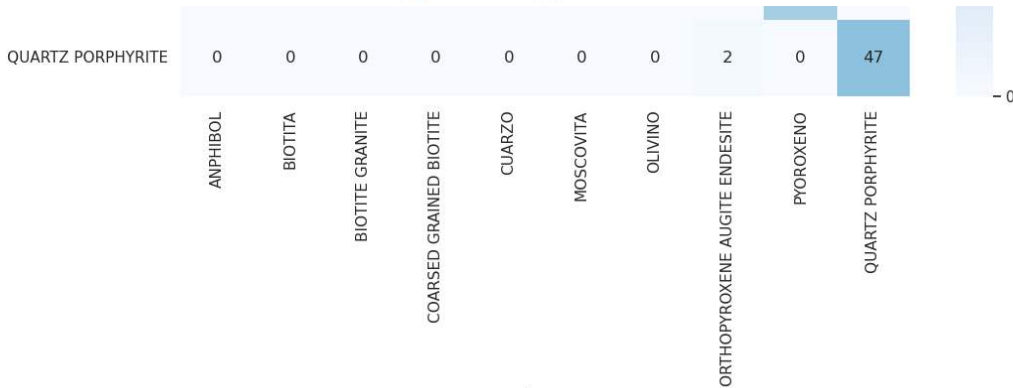 QUARTZ PORPHYRITE 0 0 0 0 0 0 0 2 0 47
0
ANPHIBOL
BIOTITA
BIOTITE GRANITE
COARSED GRAINED BIOTITE
CUARZO
MOSCOVITA
OLIVINO
ORTHOPYROXENE AUGITE ENDESITE
PYOROXENO
QUARTZ PORPHYRITE